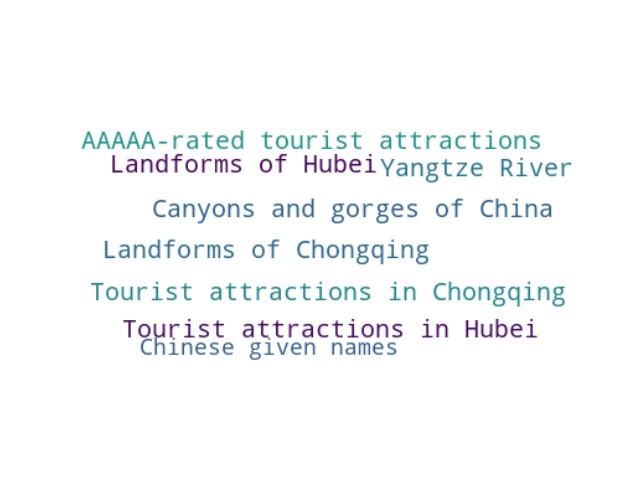 AAAAA-rated tourist attractions
Landforms of Hubei
Yangtze River
Canyons and gorges of China
Landforms of Chongqing
Tourist attractions in Chongqing
Tourist attractions in Hubei
Chinese given names